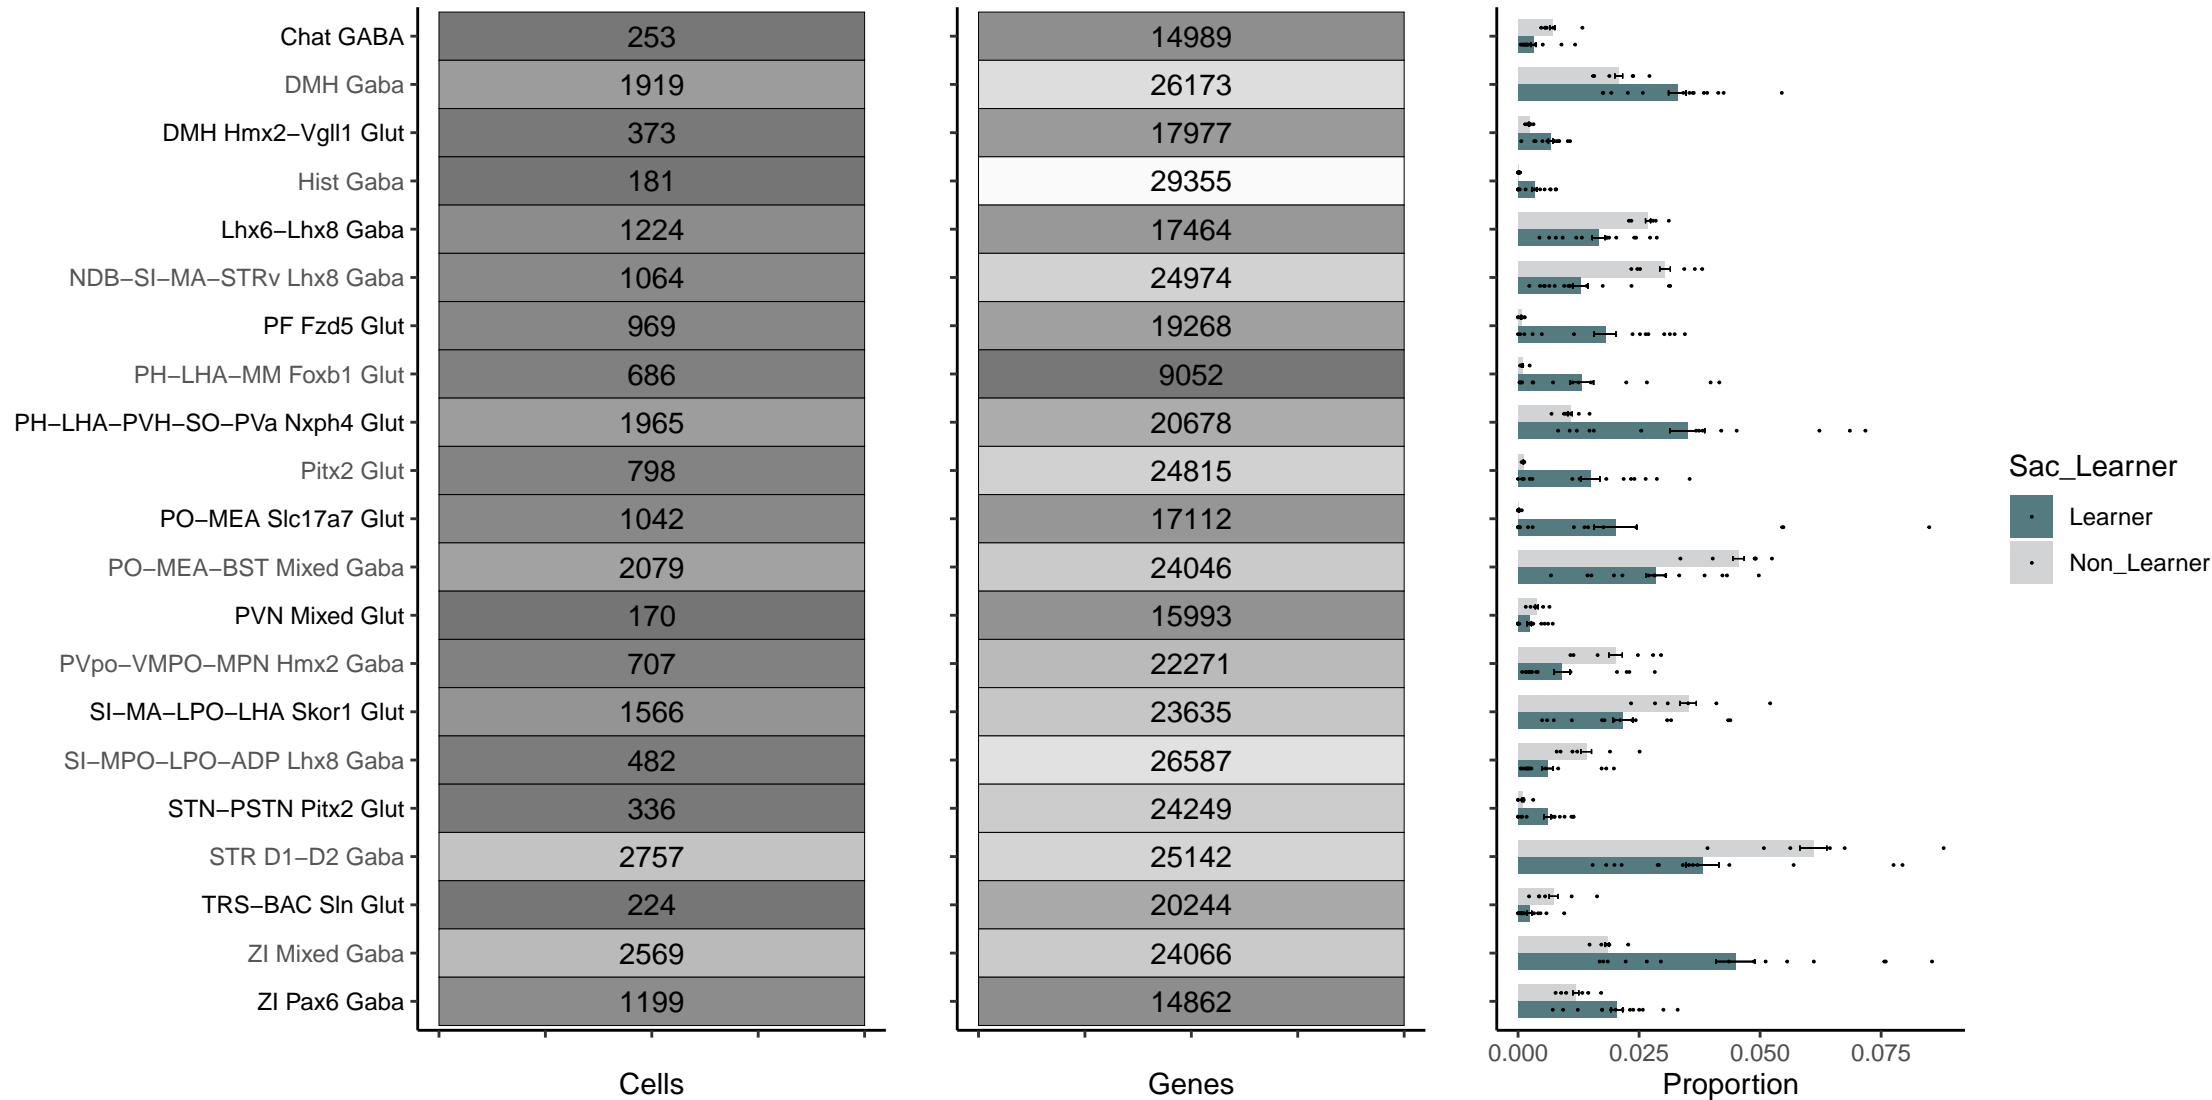 Chat GABA 253 14989
DMH Gaba 1919 26173
DMH Hmx2−Vgll1 Glut 373 17977
Hist Gaba 181 29355
Lhx6−Lhx8 Gaba 1224 17464
NDB−SI−MA−STRv Lhx8 Gaba 1064 24974
PF Fzd5 Glut 969 19268
PH−LHA−MM Foxb1 Glut 686 9052
PH−LHA−PVH−SO−PVa Nxph4 Glut 1965 20678
Pitx2 Glut 798 24815
PO−MEA Slc17a7 Glut 1042 17112
PO−MEA−BST Mixed Gaba 2079 24046
PVN Mixed Glut 170 15993
PVpo−VMPO−MPN Hmx2 Gaba 707 22271
SI−MA−LPO−LHA Skor1 Glut 1566 23635
SI−MPO−LPO−ADP Lhx8 Gaba 482 26587
STN−PSTN Pitx2 Glut 336 24249
STR D1−D2 Gaba 2757 25142
TRS−BAC Sln Glut 224 20244
ZI Mixed Gaba 2569 24066
ZI Pax6 Gaba 1199 14862
0.000 0.025 0.050 0.075
Cells Genes Proportion
Sac_Learner
Learner
Non_Learner